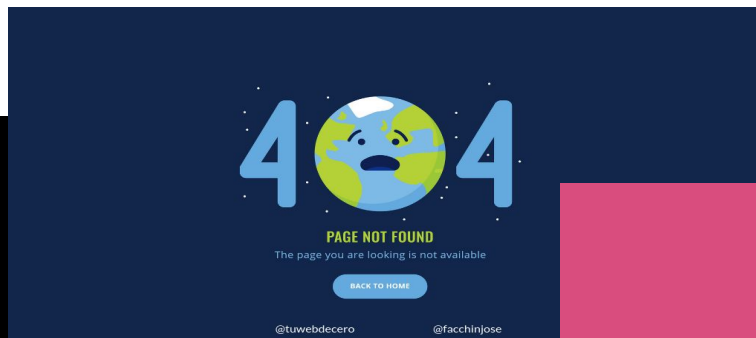 404
PAGE NOT FOUND
The page you are looking is not available
BACK TO HOME
@tuwebdecero @facchinjose